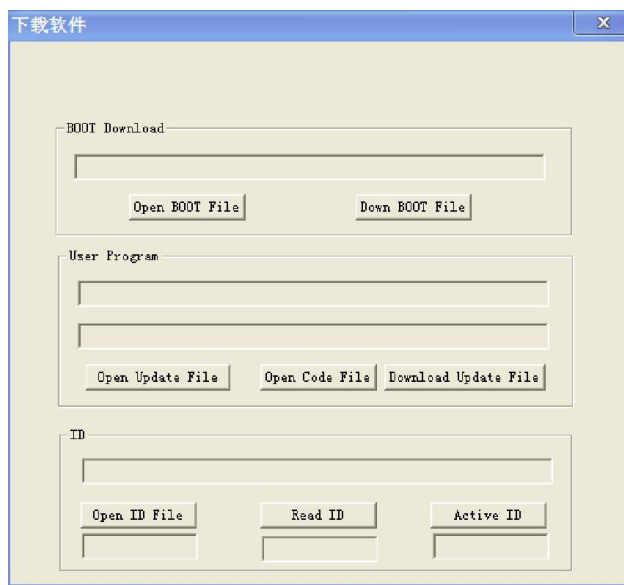 下载软件
BOOT Download
Open BOOT File Down BOOT File
User Program
Open Update File Open Code File Download Update File
ID
Open ID File Read ID Active ID